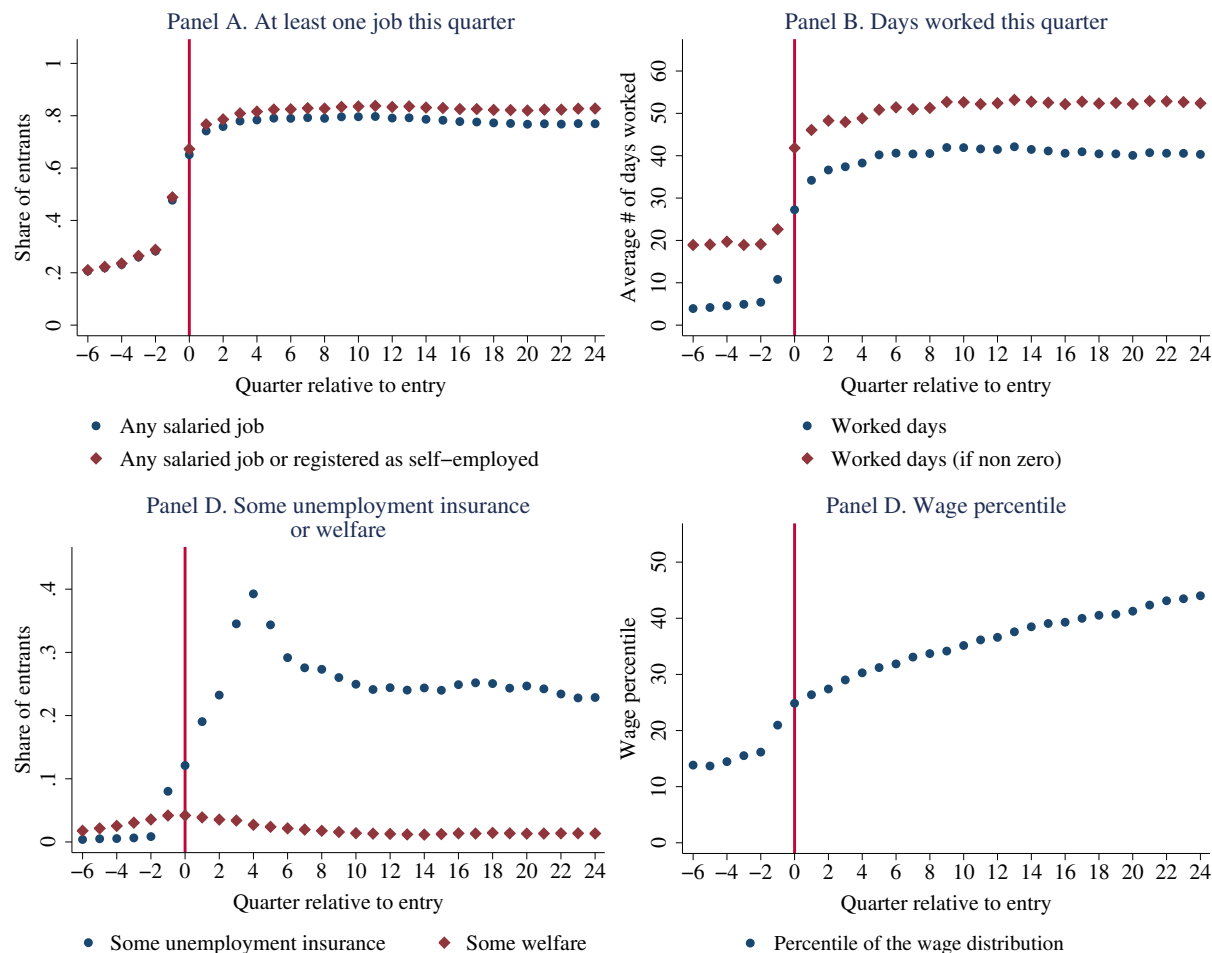 Panel A. At least one job this quarter
Share of entrants
0 .2 .4 .6 .8 1
−6 −4 −2 0 2 4 6 8 10 12 14 16 18 20 22 24
Quarter relative to entry
Any salaried job
Any salaried job or registered as self−employed
Panel B. Days worked this quarter
Average # of days worked
0 10 20 30 40 50 60
−6 −4 −2 0 2 4 6 8 10 12 14 16 18 20 22 24
Quarter relative to entry
Worked days
Worked days (if non zero)
Panel D. Some unemployment insurance
or welfare
Share of entrants
0 .1 .2 .3 .4
−6 −4 −2 0 2 4 6 8 10 12 14 16 18 20 22 24
Quarter relative to entry
Some unemployment insurance
Some welfare
Panel D. Wage percentile
Wage percentile
0 10 20 30 40 50
−6 −4 −2 0 2 4 6 8 10 12 14 16 18 20 22 24
Quarter relative to entry
Percentile of the wage distribution